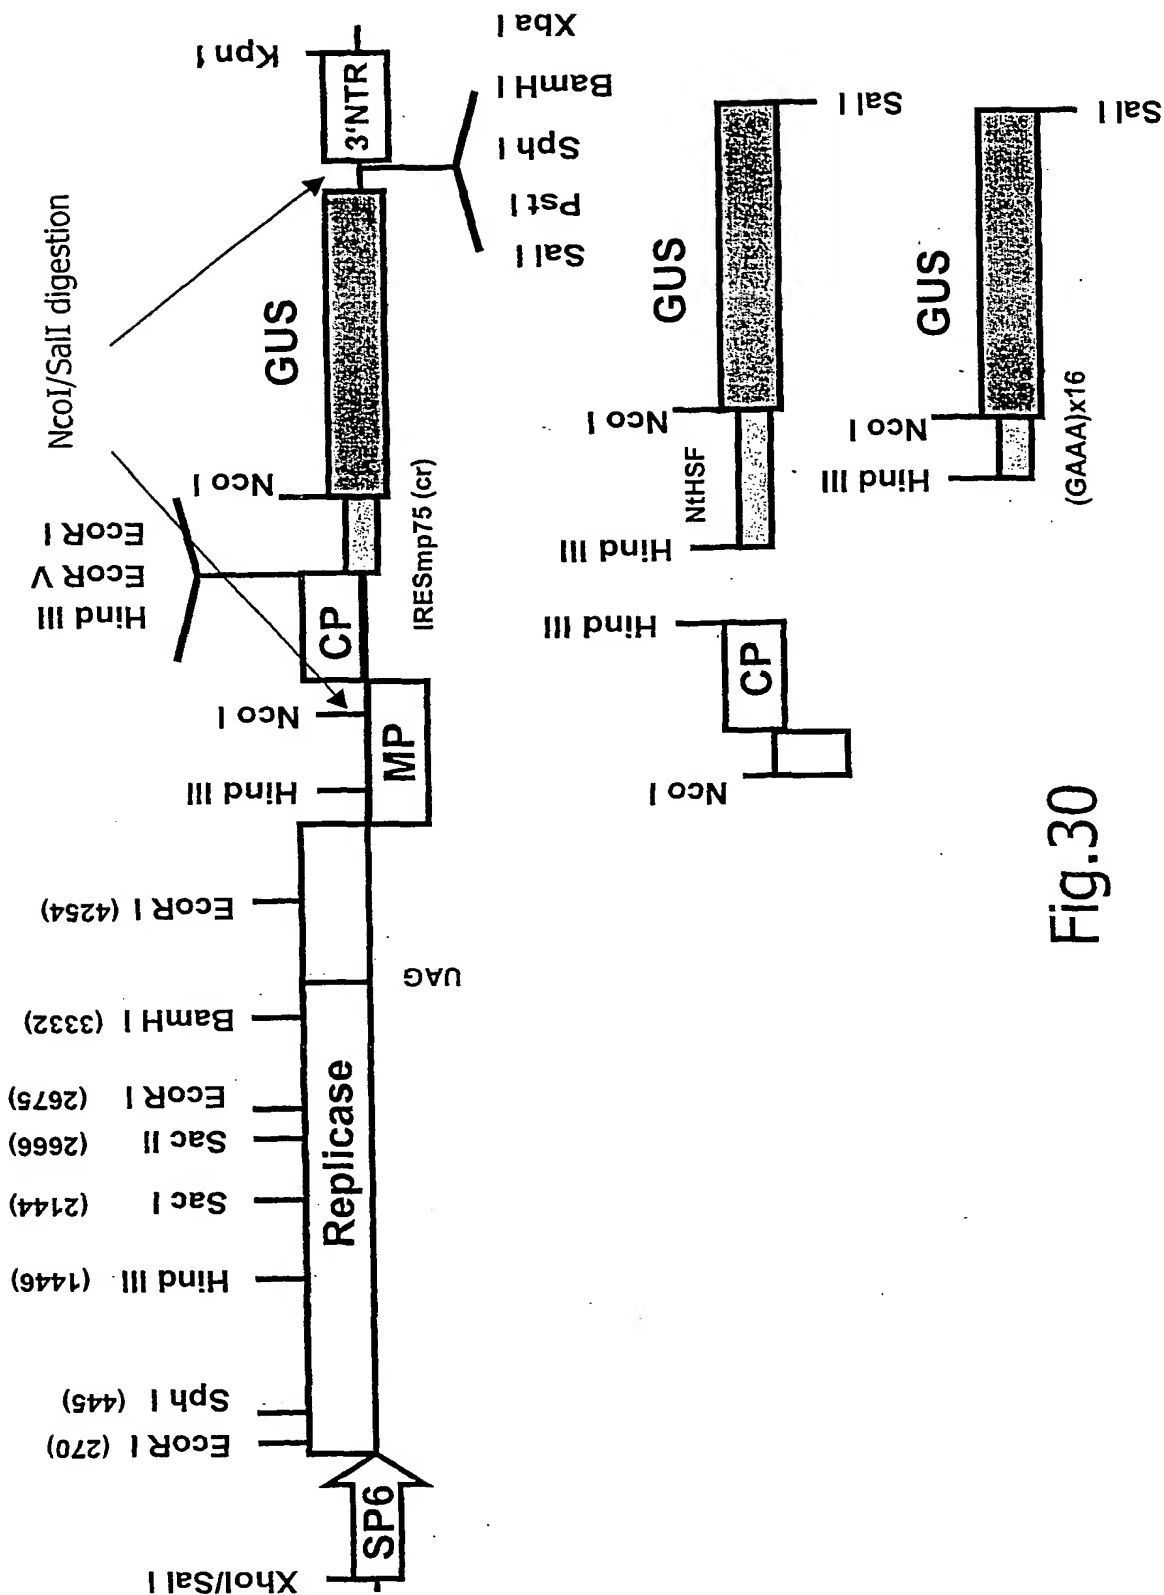 NcoI/SalI digestion
XhoI/Sal I
SP6
EcoR I (270)
Sph I (445)
Hind III (1446)
Sac I (2144)
Sac II (2666)
EcoR I (2675)
BamH I (3332)
EcoR I (4254)
Replicase
UAG
Hind III
Nco I
MP
CP
Hind III
EcoR V
EcoR I
IRESmp75 (cr)
Nco I
GUS
Sal I
Pst I
Sph I
BamH I
Xba I
3'NTR
Kpn I
Nco I
CP
Hind III
Hind III
NtHSF
Nco I
GUS
Sal I
Hind III
(GAAA)x16
Nco I
GUS
Sal I
Fig.30